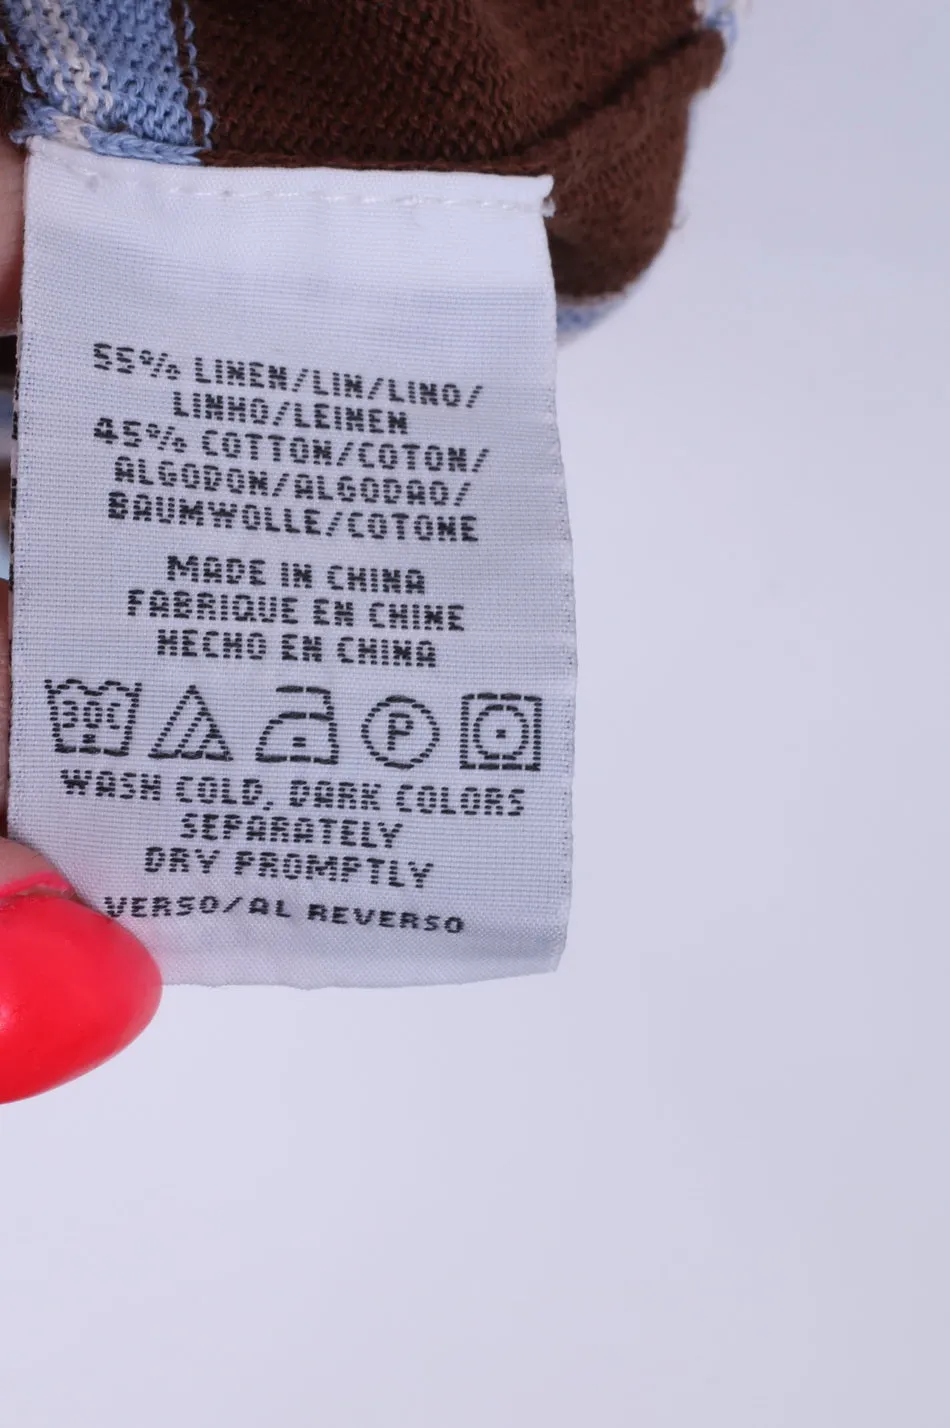 55% LINEN/LIN/LINO/
LINHO/LEINEN
45% COTTON/COTON/
ALGODON/ALGODAO/
BAUMWOLLE/COTONE
MADE IN CHINA
FABRIQUE EN CHINE
HECHO EN CHINA
30C P
WASH COLD, DARK COLORS
SEPARATELY
DRY PROMPTLY
VERSO/AL REVERSO